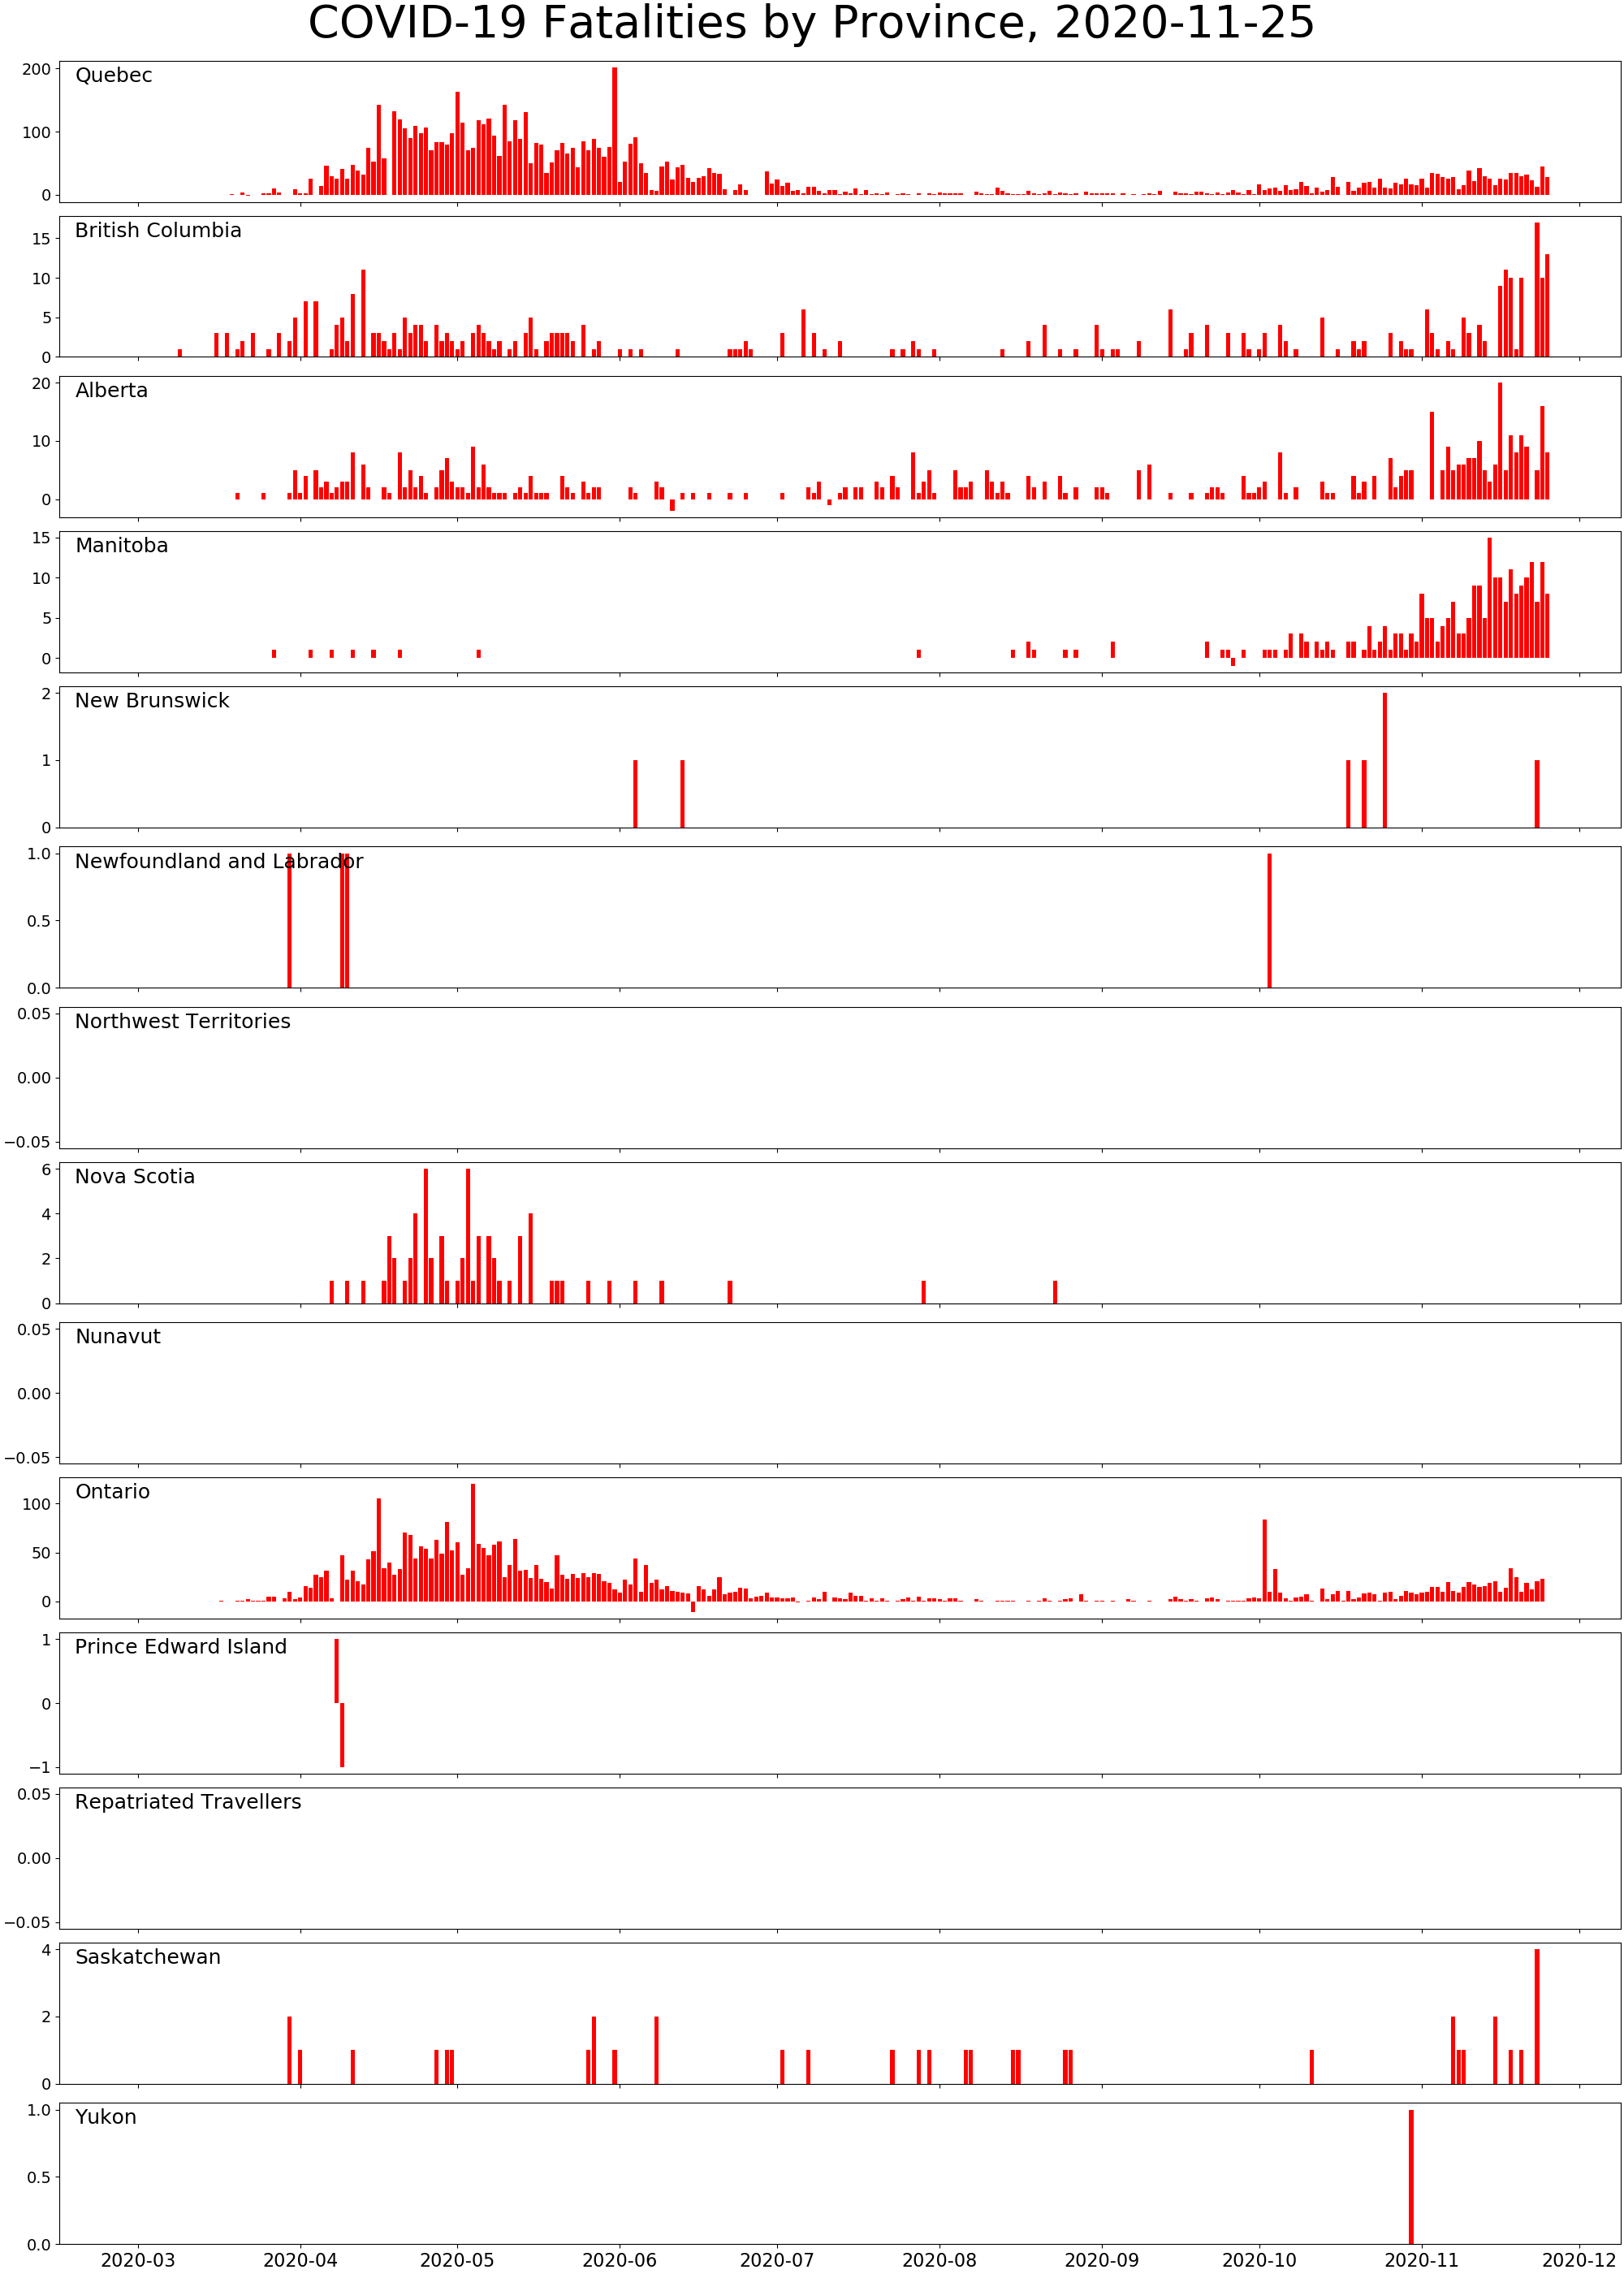 COVID-19 Fatalities by Province, 2020-11-25
Quebec
200
100
0
British Columbia
15
10
5
0
Alberta
20
10
0
Manitoba
15
10
5
0
New Brunswick
2
1
0
Newfoundland and Labrador
1.0
0.5
0.0
Northwest Territories
0.05
0.00
−0.05
Nova Scotia
6
4
2
0
Nunavut
0.05
0.00
−0.05
Ontario
100
50
0
Prince Edward Island
1
0
−1
Repatriated Travellers
0.05
0.00
−0.05
Saskatchewan
4
2
0
Yukon
1.0
0.5
0.0
2020-03 2020-04 2020-05 2020-06 2020-07 2020-08 2020-09 2020-10 2020-11 2020-12